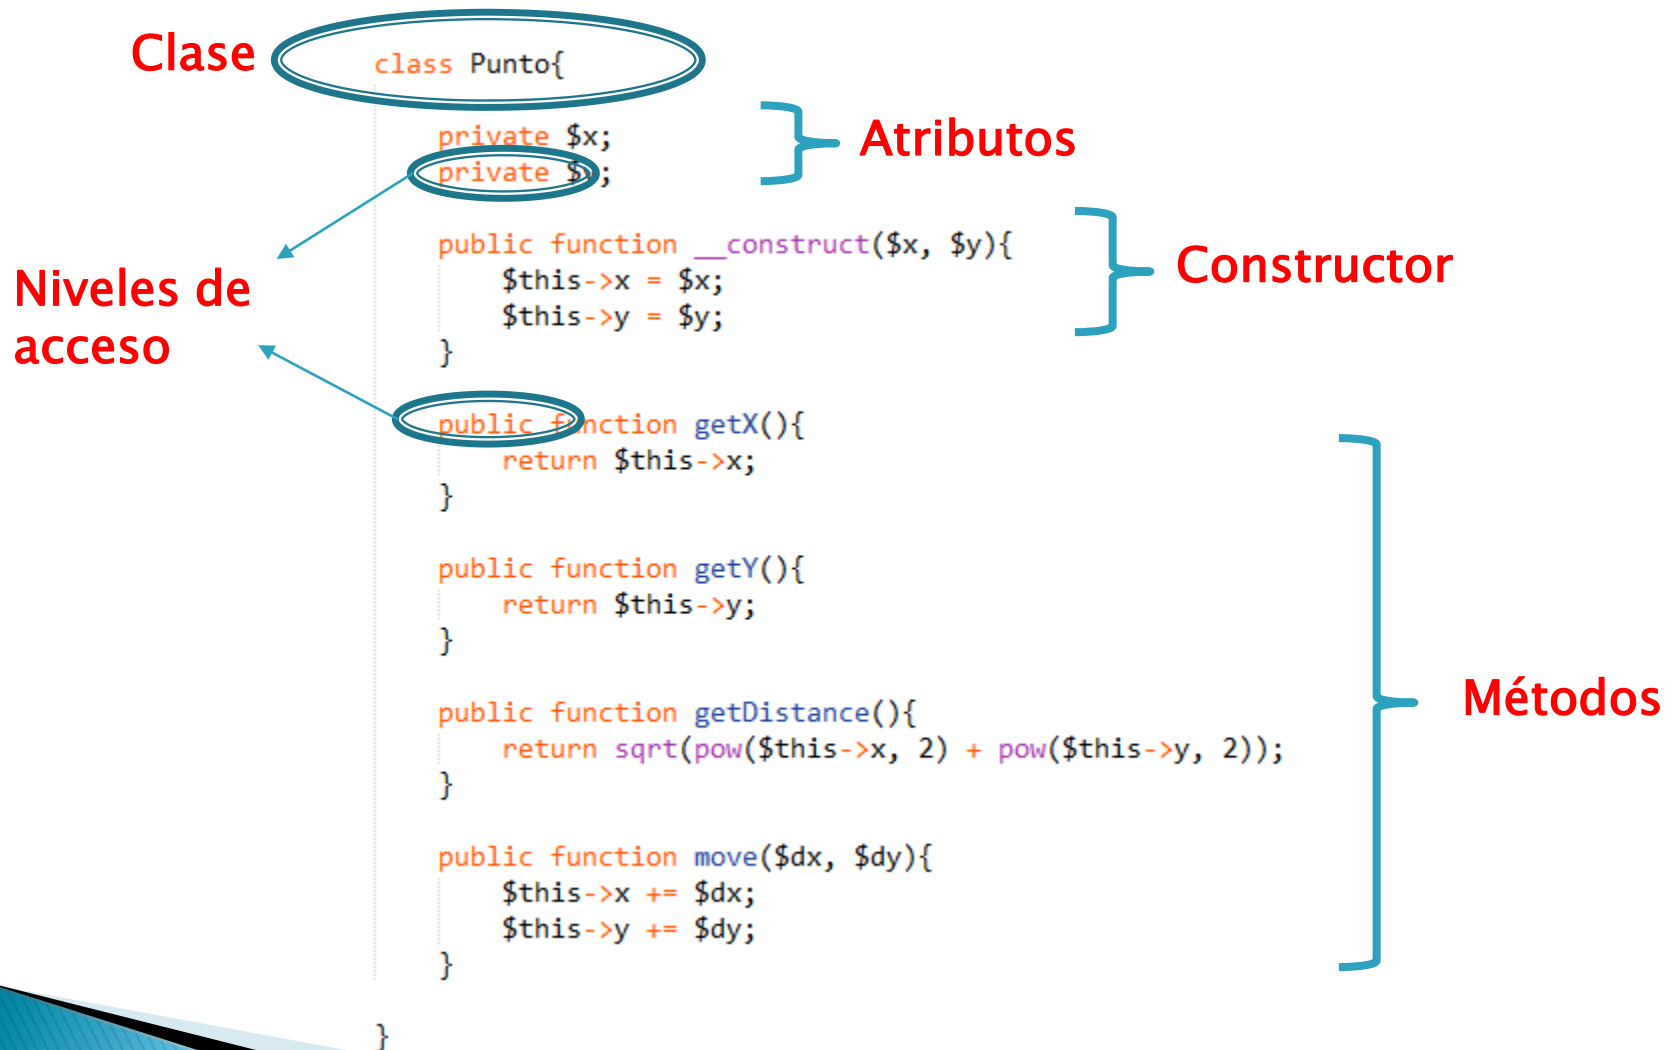 Clase
class Punto{
private $x;
private $y;
Atributos
Niveles de
acceso
public function __construct($x, $y){
$this->x = $x;
$this->y = $y;
}
Constructor
public function getX(){
return $this->x;
}
public function getY(){
return $this->y;
}
public function getDistance(){
return sqrt(pow($this->x, 2) + pow($this->y, 2));
}
public function move($dx, $dy){
$this->x += $dx;
$this->y += $dy;
}
Métodos
}